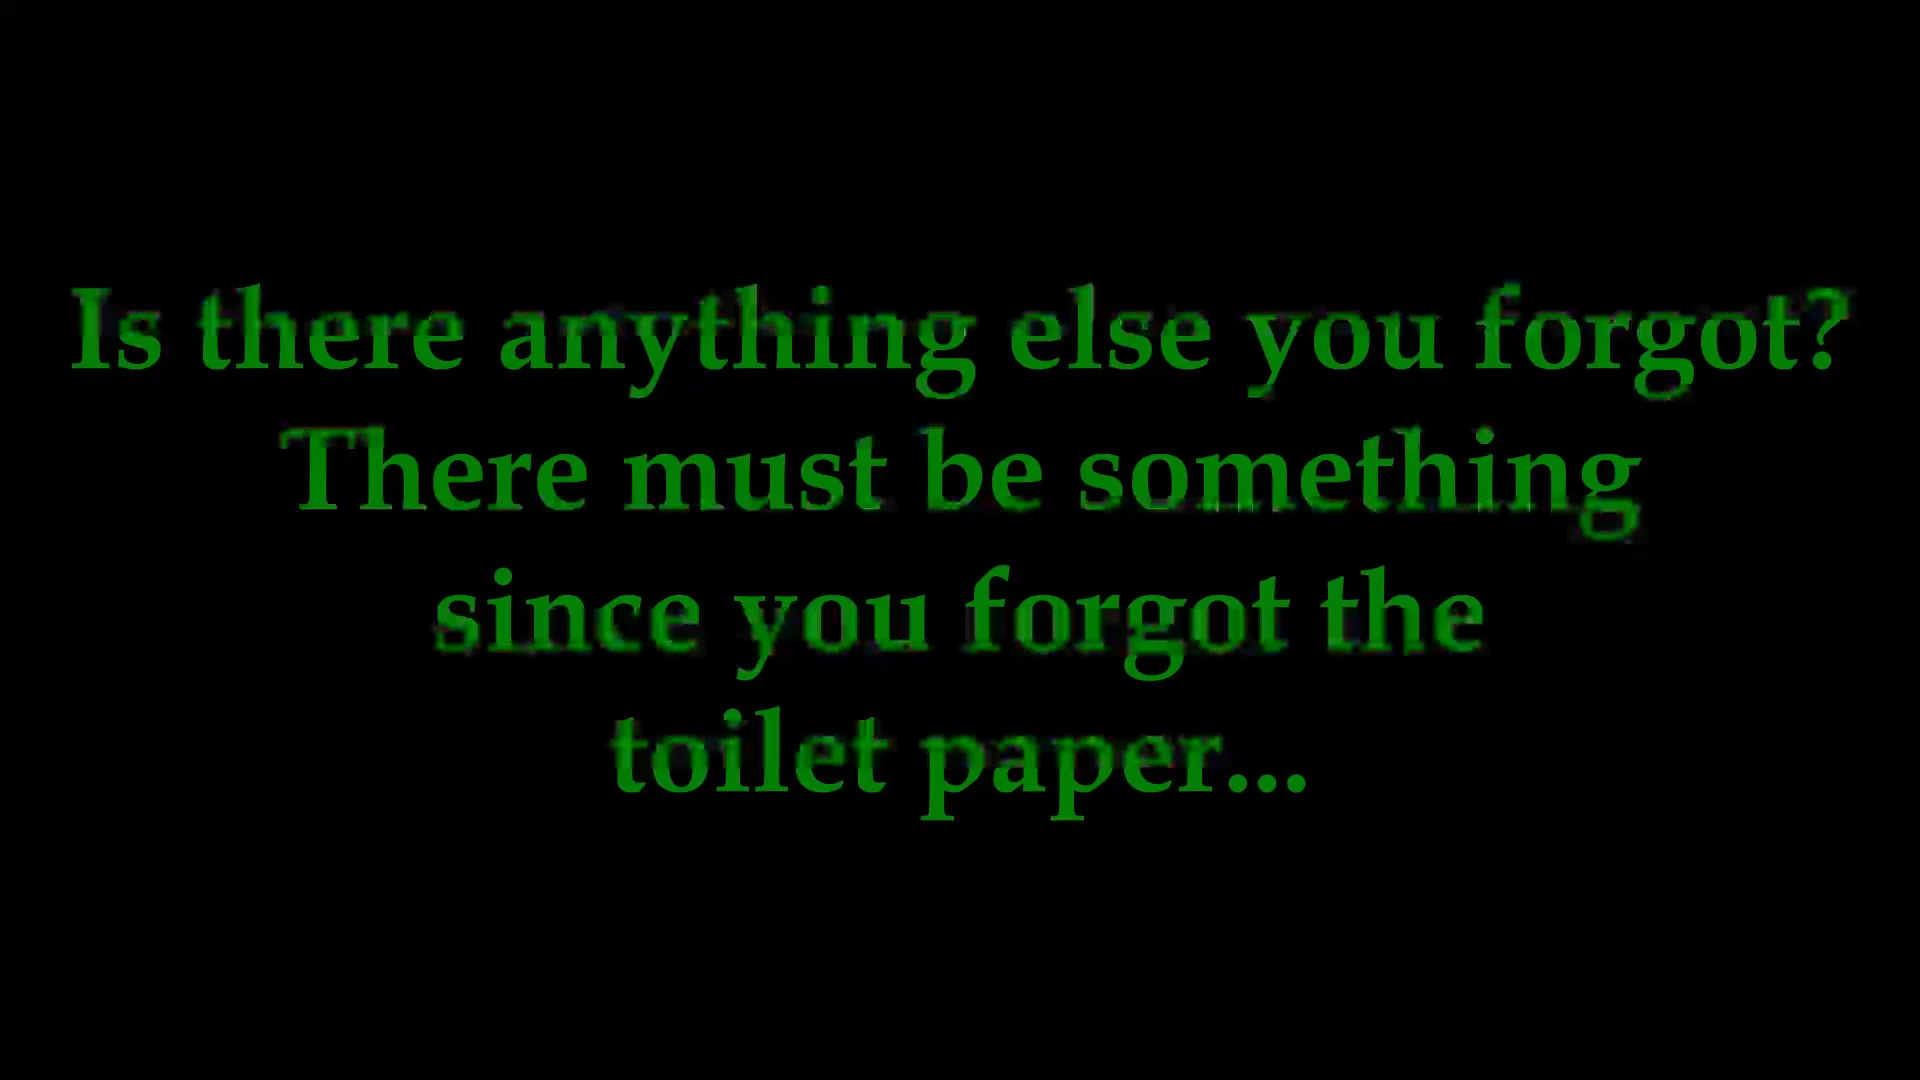 Is there anything else you forgot?
There must be something
since you forgot the
toilet paper...